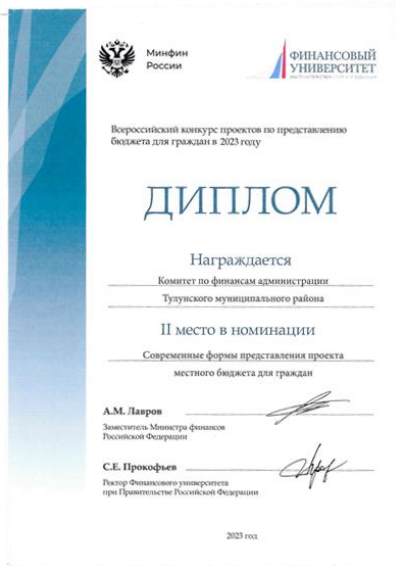 Минфин
России
ФИНАНСОВЫЙ
УНИВЕРСИТЕТ
Всероссийский конкурс проектов по представлению
бюджета для граждан в 2023 году
ДИПЛОМ
Награждается
Комитет по финансам администрации
Тулунского муниципального района
II место в номинации
Современные формы представления проекта
местного бюджета для граждан
А.М. Лавров
Заместитель Министра финансов
Российской Федерации
С.Е. Прокофьев
Ректор Финансового университета
при Правительстве Российской Федерации
2023 год